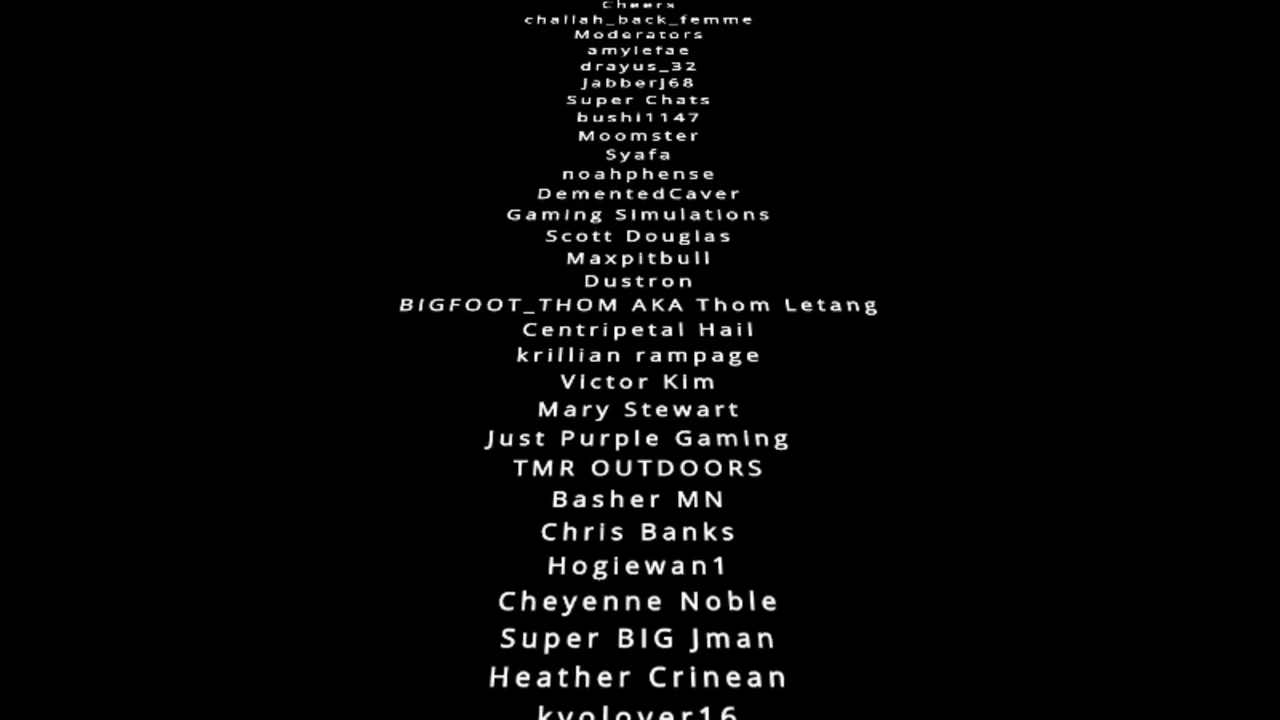 Cheers
challah_back_femme
Moderators
amylefae
drayus_32
JabberJ68
Super Chats
bushi1147
Moomster
Syafa
noahphense
DementedCaver
Gaming Simulations
Scott Douglas
Maxpitbull
Dustron
BIGFOOT_THOM AKA Thom Letang
Centripetal Hail
krillian rampage
Victor Kim
Mary Stewart
Just Purple Gaming
TMR OUTDOORS
Basher MN
Chris Banks
Hogiewan1
Cheyenne Noble
Super BIG Jman
Heather Crinean
kyolover16